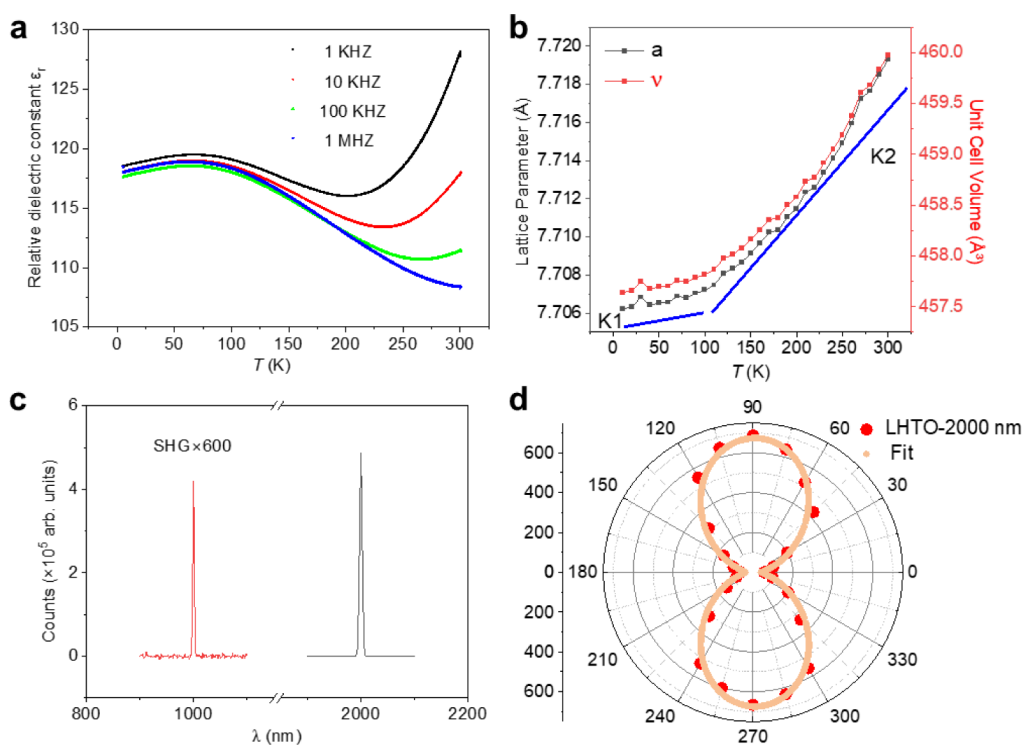 a
130
125
120
115
110
105
Relative dielectric constant εr
1 KHZ
10 KHZ
100 KHZ
1 MHZ
0 50 100 150 200 250 300
T (K)
b
7.720
7.718
7.716
7.714
7.712
7.710
7.708
7.706
Lattice Parameter (Å)
a
ν
K1
K2
460.0
459.5
459.0
458.5
458.0
457.5
Unit Cell Volume (Å³)
0 50 100 150 200 250 300
T (K)
c
6
4
2
0
Counts (×10⁵ arb. units)
SHG×600
800 1000 2000 2200
λ (nm)
d
LHTO-2000 nm
Fit
90
120 60
150 30
180 0
210 330
240 300
270
600
400
200
0
200
400
600